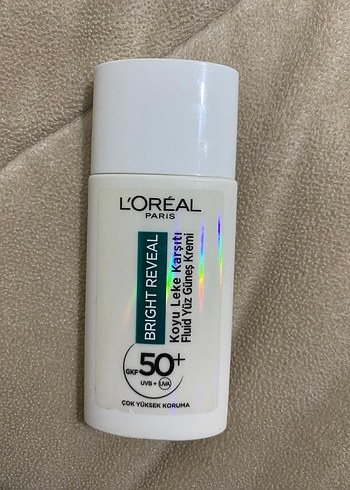 L'ORÉAL
PARIS
BRIGHT REVEAL
Koyu Leke Karşıtı
Fluid Yüz Güneş Kremi
GKF 50+
UVB + UVA
ÇOK YÜKSEK KORUMA